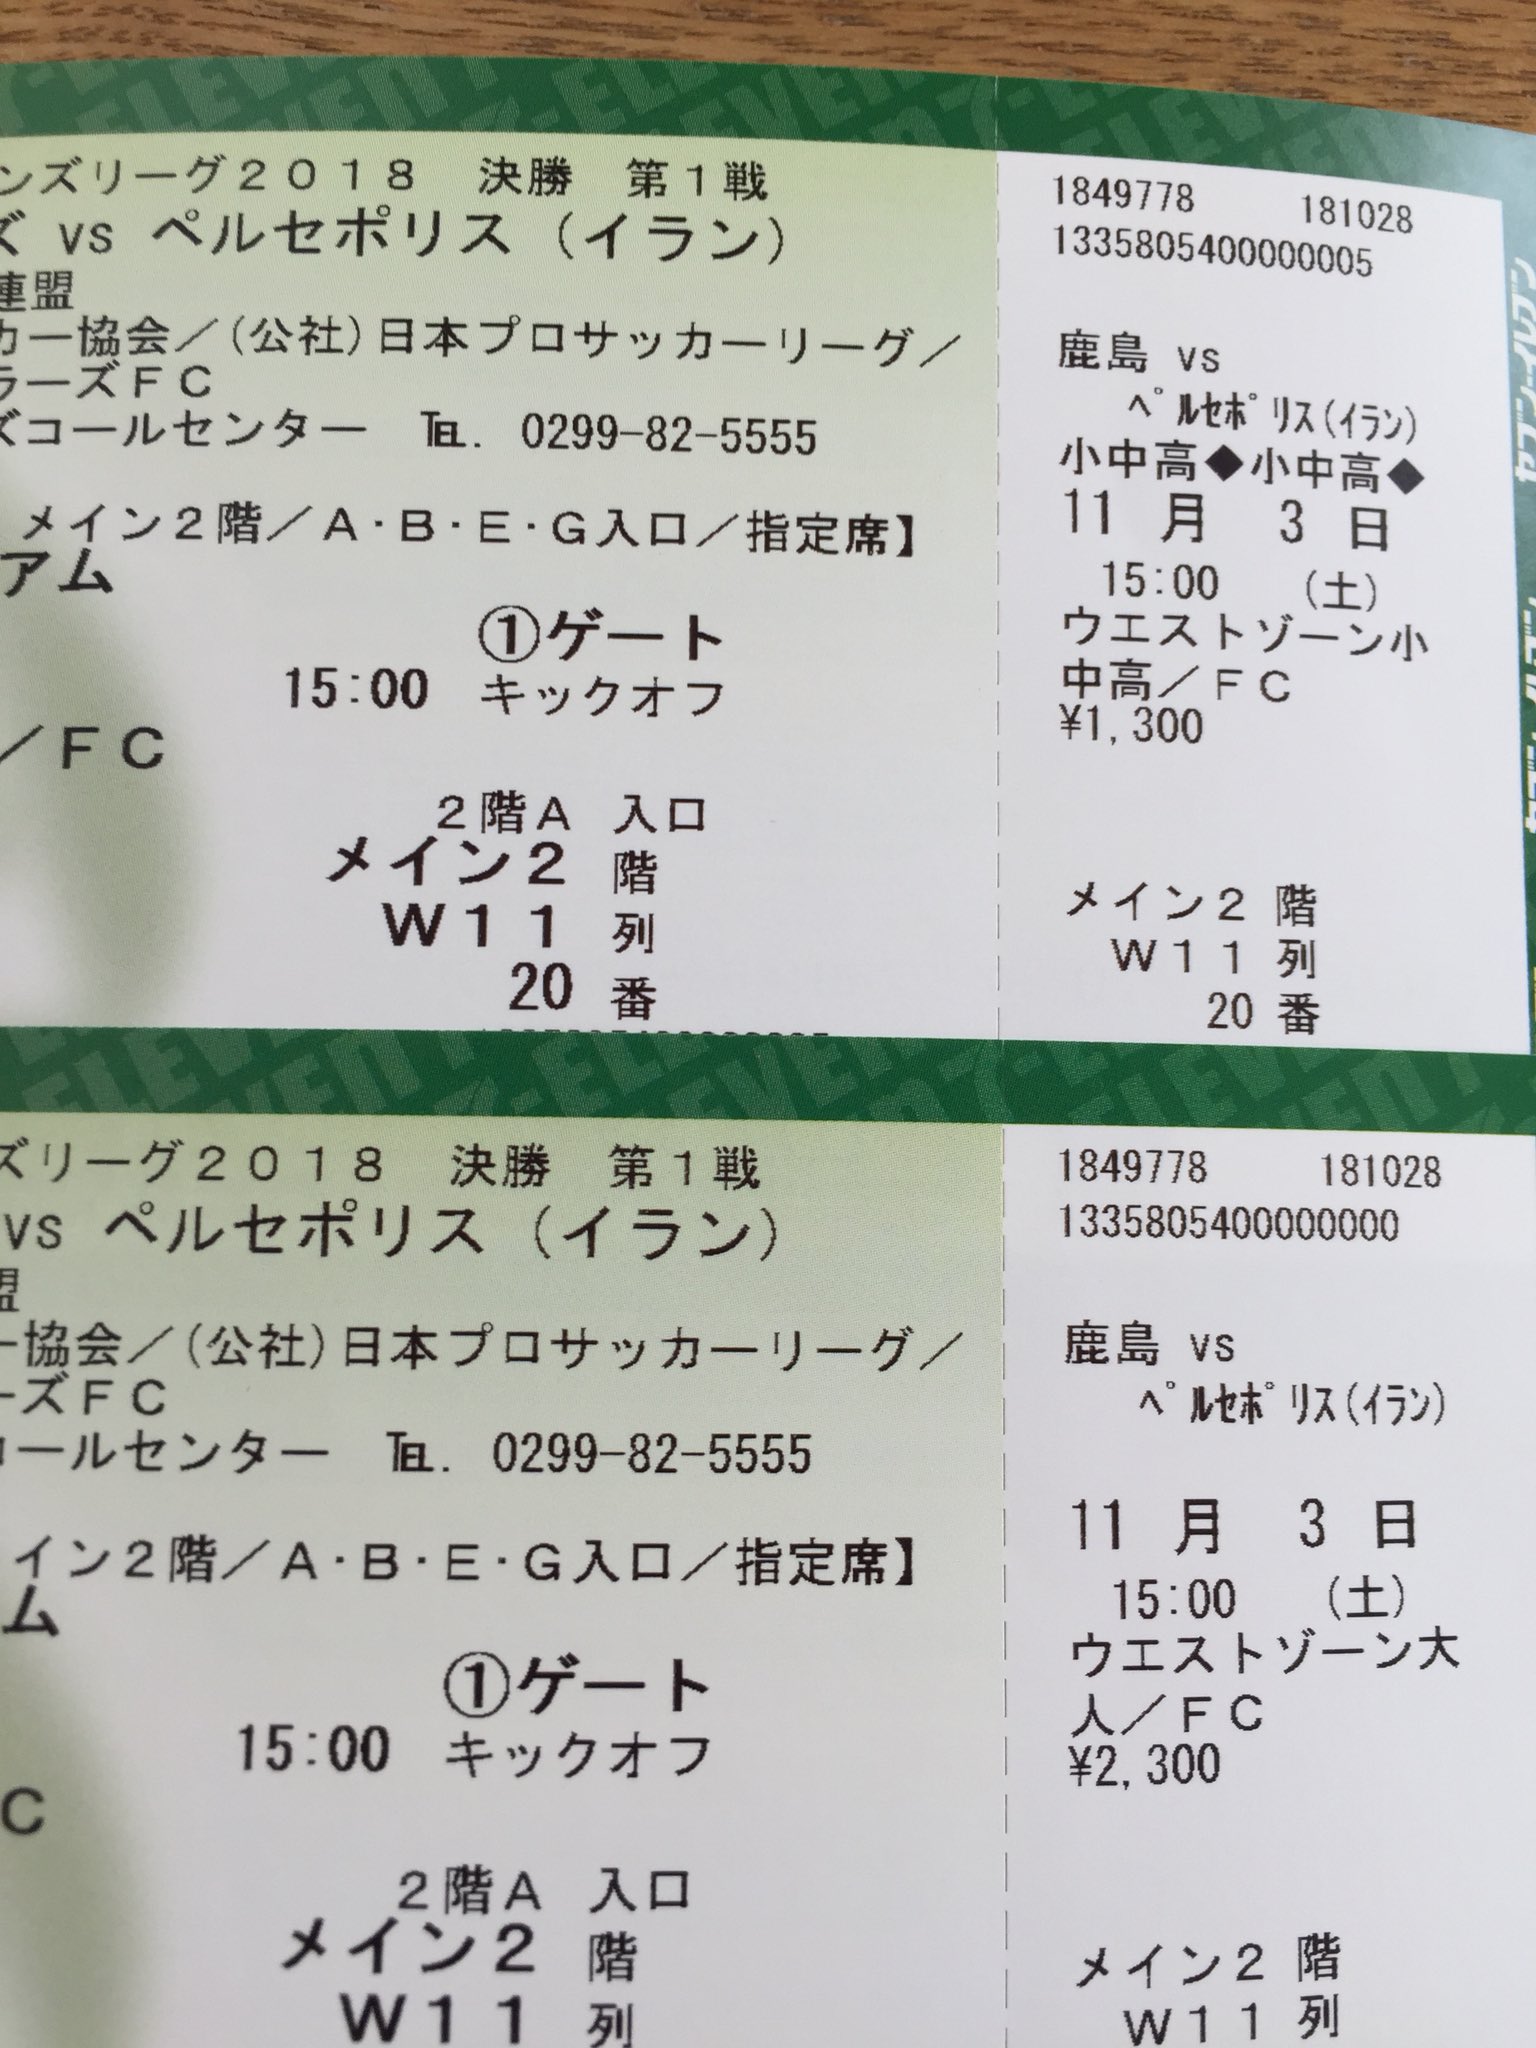 ンズリーグ2018 決勝 第1戦
ズ vs ペルセポリス(イラン)
連盟
カー協会/(公社)日本プロサッカーリーグ/
ラーズFC
ズコールセンター ℡. 0299-82-5555
メイン2階/A・B・E・G入口/指定席】
アム
①ゲート
15:00 キックオフ
/FC
2階A 入口
メイン2 階
W11 列
20 番
1849778 181028
1335805400000005
鹿島 vs
ペルセポリス(イラン)
小中高◆小中高◆
11 月 3 日
15:00 (土)
ウエストゾーン小
中高/FC
¥1,300
メイン2 階
W11 列
20 番
セブン-イレブン
ズリーグ2018 決勝 第1戦
vs ペルセポリス(イラン)
盟
ー協会/(公社)日本プロサッカーリーグ/
ーズFC
コールセンター ℡. 0299-82-5555
イン2階/A・B・E・G入口/指定席】
ム
①ゲート
15:00 キックオフ
C
2階A 入口
メイン2 階
W11 列
1849778 181028
1335805400000000
鹿島 vs
ペルセポリス(イラン)
11 月 3 日
15:00 (土)
ウエストゾーン大
人/FC
¥2,300
メイン2 階
W11 列